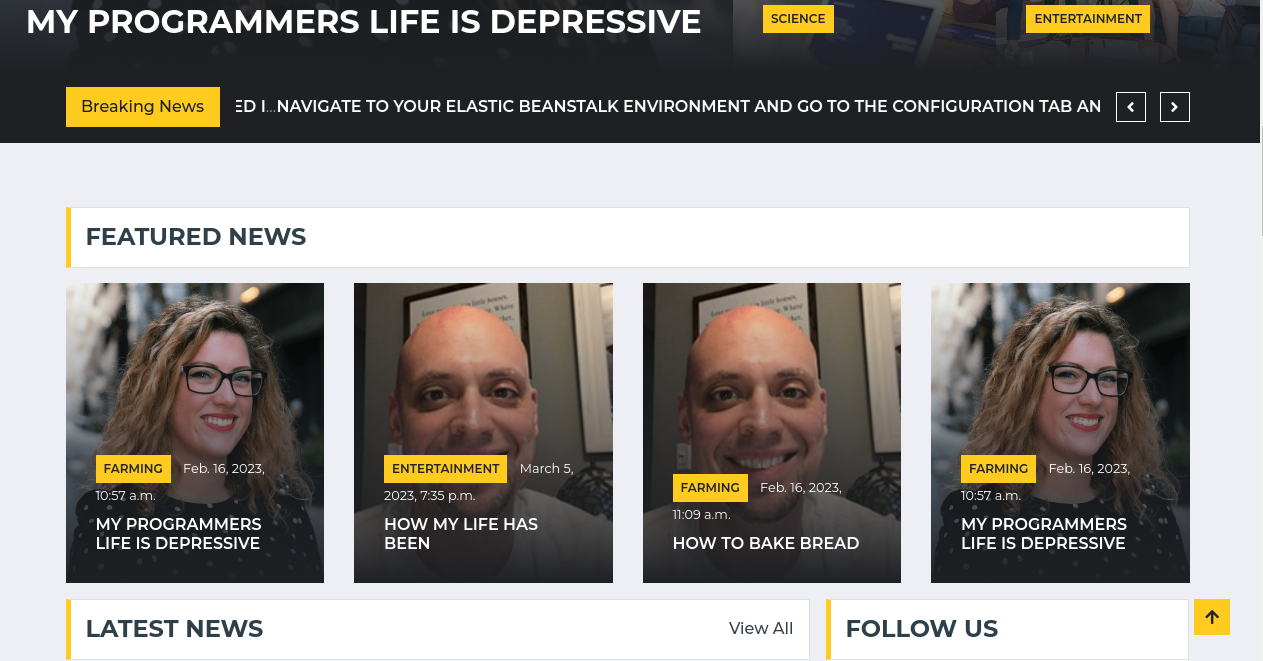 MY PROGRAMMERS LIFE IS DEPRESSIVE
SCIENCE
ENTERTAINMENT
Breaking News
ED I...NAVIGATE TO YOUR ELASTIC BEANSTALK ENVIRONMENT AND GO TO THE CONFIGURATION TAB AN
FEATURED NEWS
FARMING Feb. 16, 2023,
10:57 a.m.
MY PROGRAMMERS
LIFE IS DEPRESSIVE
ENTERTAINMENT March 5,
2023, 7:35 p.m.
HOW MY LIFE HAS
BEEN
FARMING Feb. 16, 2023,
11:09 a.m.
HOW TO BAKE BREAD
FARMING Feb. 16, 2023,
10:57 a.m.
MY PROGRAMMERS
LIFE IS DEPRESSIVE
LATEST NEWS
View All
FOLLOW US